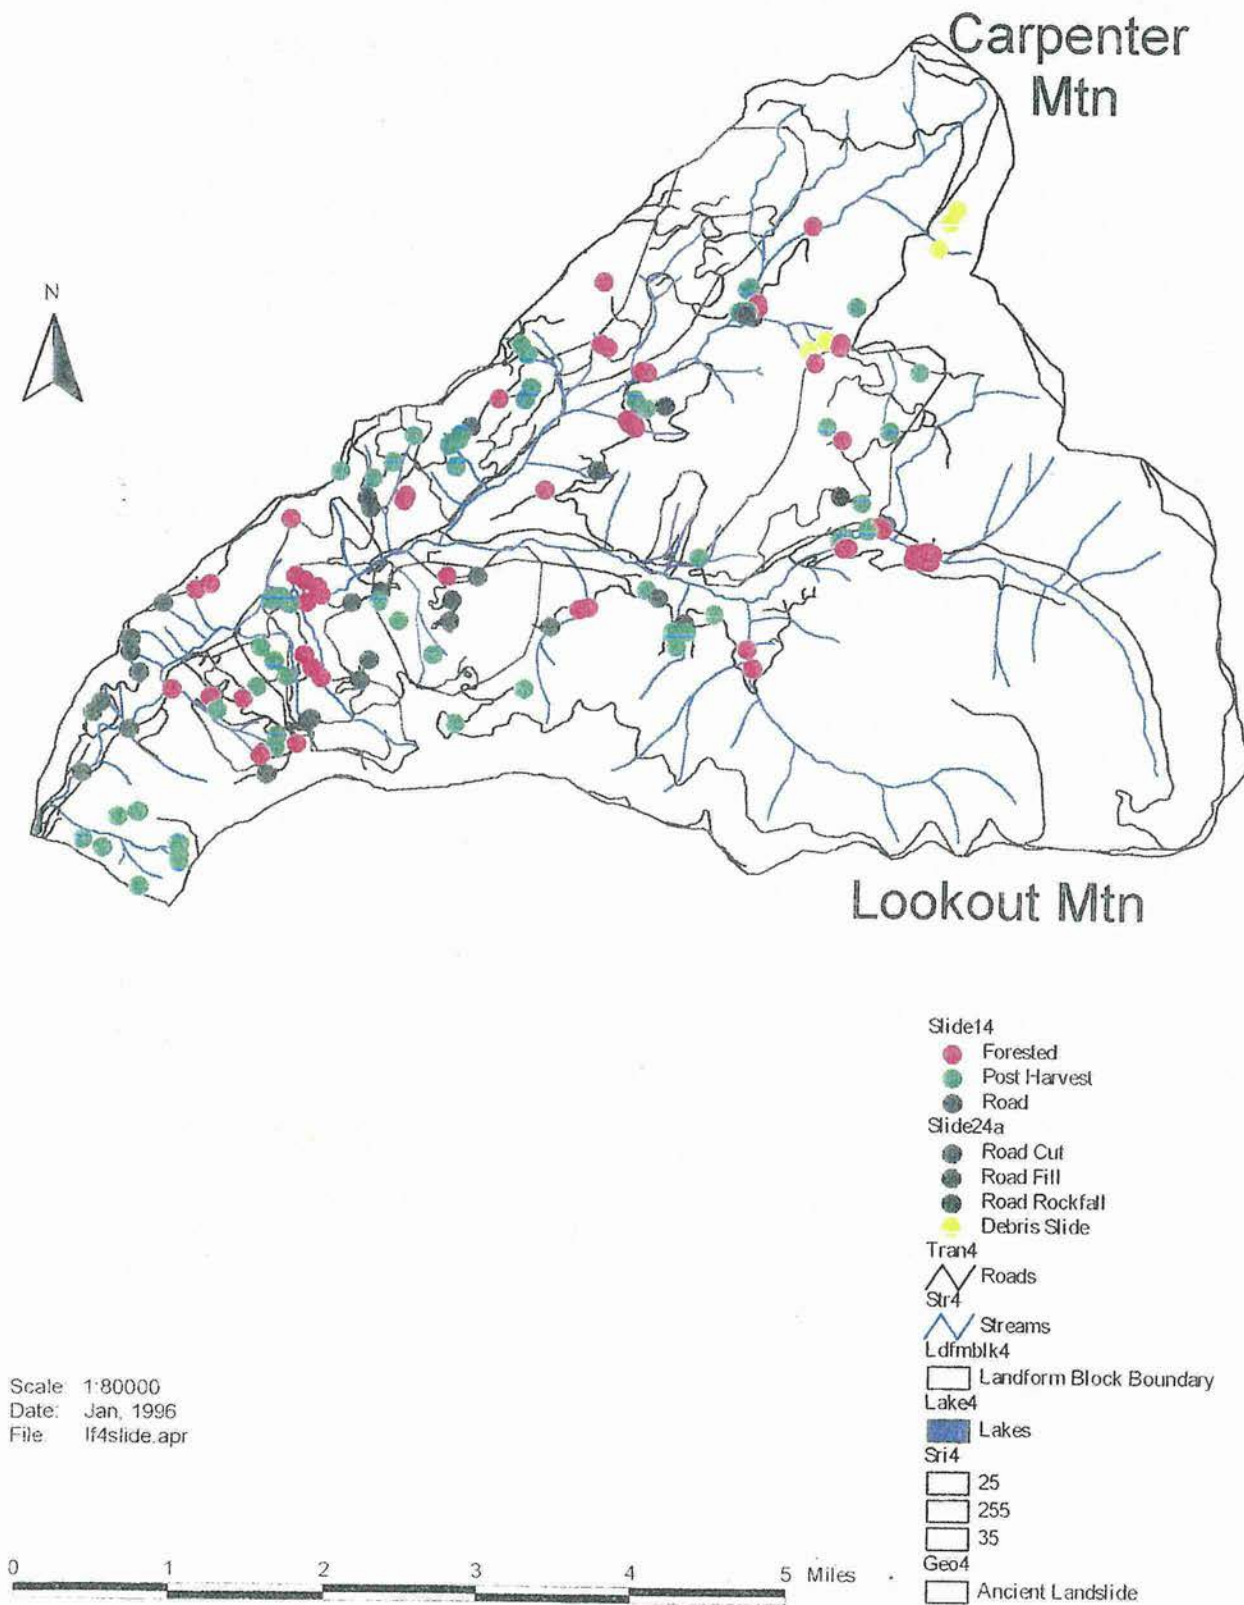 Carpenter
Mtn
N
Lookout Mtn
Slide14
Forested
Post Harvest
Road
Slide24a
Road Cut
Road Fill
Road Rockfall
Debris Slide
Tran4
Roads
Str4
Streams
Ldfmblk4
Landform Block Boundary
Lake4
Lakes
Sri4
25
255
35
Geo4
Ancient Landslide
Scale: 1:80000
Date: Jan, 1996
File lf4slide.apr
0 1 2 3 4 5 Miles